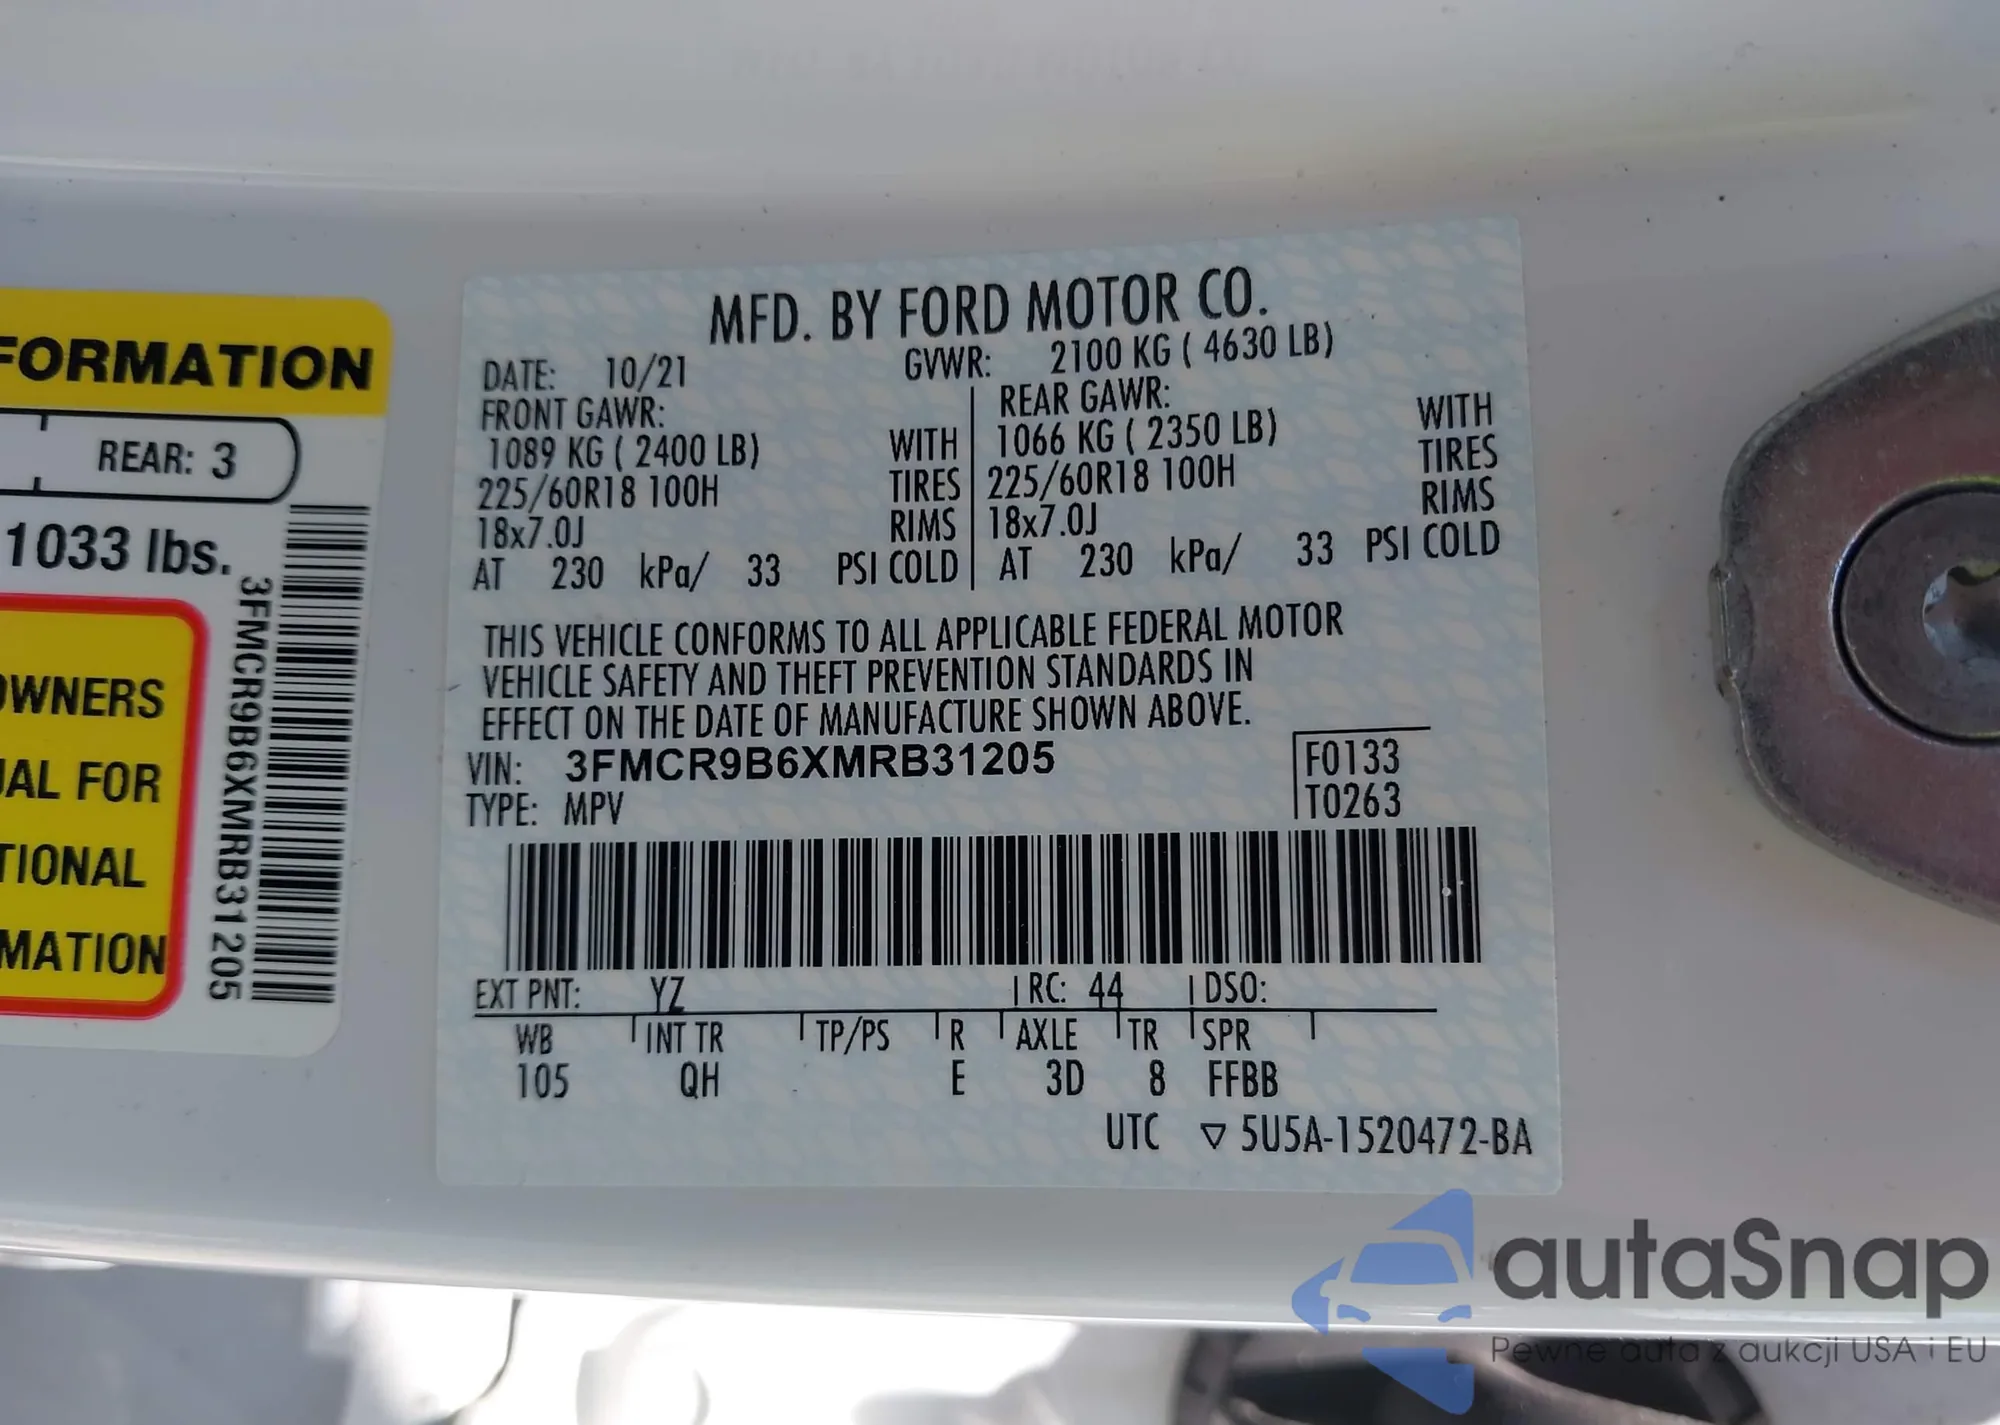 FORMATION
REAR: 3
1033 lbs.
OWNERS
UAL FOR
TIONAL
MATION
3FMCR9B6XMRB31205
MFD. BY FORD MOTOR CO.
DATE: 10/21 GVWR: 2100 KG ( 4630 LB)
FRONT GAWR: REAR GAWR:
1089 KG ( 2400 LB) WITH 1066 KG ( 2350 LB) WITH
225/60R18 100H TIRES 225/60R18 100H TIRES
18x7.0J RIMS 18x7.0J RIMS
AT 230 kPa/ 33 PSI COLD AT 230 kPa/ 33 PSI COLD
THIS VEHICLE CONFORMS TO ALL APPLICABLE FEDERAL MOTOR
VEHICLE SAFETY AND THEFT PREVENTION STANDARDS IN
EFFECT ON THE DATE OF MANUFACTURE SHOWN ABOVE.
VIN: 3FMCR9B6XMRB31205 F0133
TYPE: MPV T0263
EXT PNT: YZ RC: 44 DSO:
WB INT TR TP/PS R AXLE TR SPR
105 QH E 3D 8 FFBB
UTC ▽ 5U5A-1520472-BA
autaSnap
Pewne auta z aukcji USA i EU